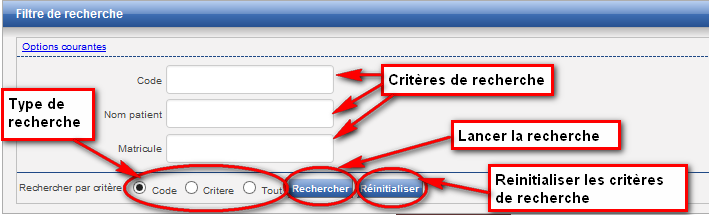 Filtre de recherche
Options courantes
Code
Critères de recherche
Type de
recherche
Nom patient
Matricule
Lancer la recherche
Rechercher par critère
Code
Critere
Tout
Rechercher
Réinitialiser
Reinitialiser les critères
de recherche